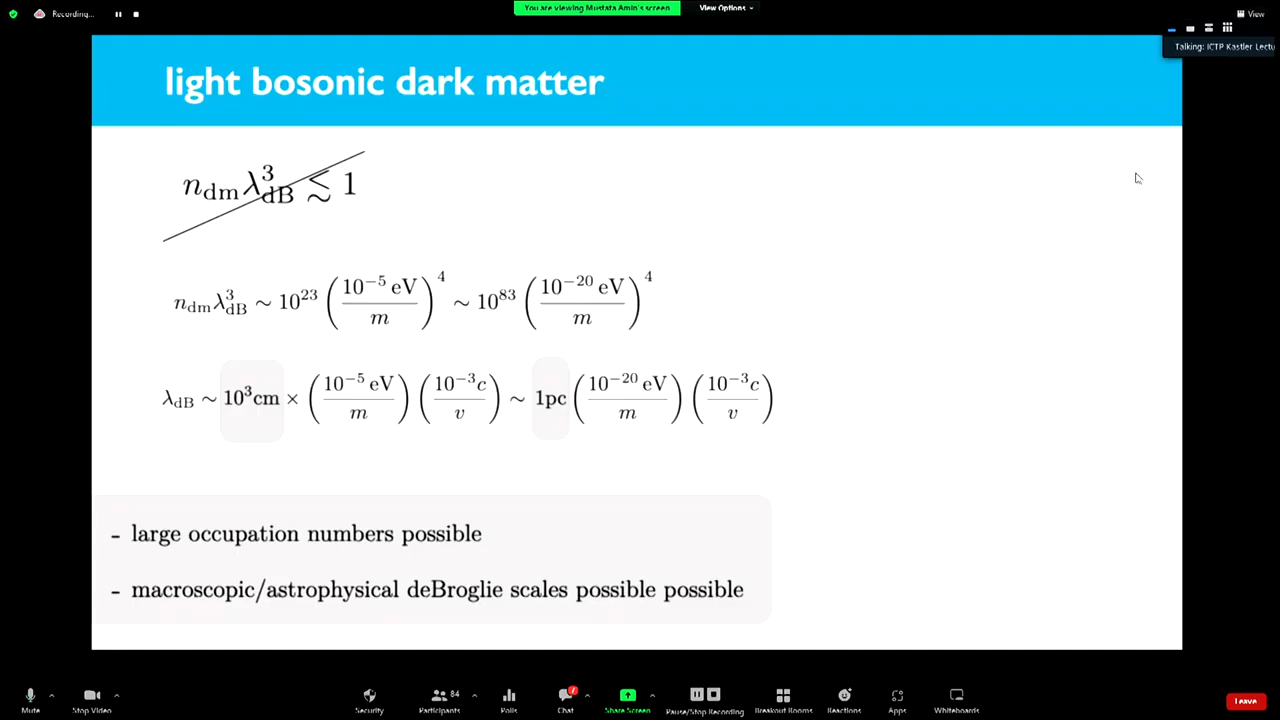 Recording...
You are viewing Mustafa Amin's screen
View Options
View
Talking: ICTP Kastler Lectu
light bosonic dark matter
n_dm λ_dB^3 ≲ 1
n_dm λ_dB^3 ∼ 10^23 (10^−5 eV / m)^4 ∼ 10^83 (10^−20 eV / m)^4
λ_dB ∼ 10^3cm × (10^−5 eV / m) (10^−3c / v) ∼ 1pc (10^−20 eV / m) (10^−3c / v)
- large occupation numbers possible
- macroscopic/astrophysical deBroglie scales possible possible
Mute
Stop Video
Security
84
Participants
Polls
Chat
Share Screen
Pause/Stop Recording
Breakout Rooms
Reactions
Apps
Whiteboards
Leave